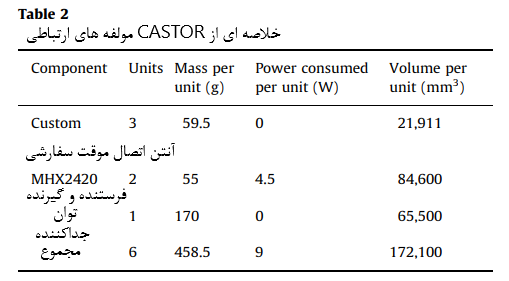 Table 2
خلاصه ای از CASTOR مولفه های ارتباطی
Component Units Mass per unit (g) Power consumed per unit (W) Volume per unit (mm³)
Custom 3 59.5 0 21,911
آنتن اتصال موقت سفارشی
MHX2420 2 55 4.5 84,600
فرستنده و گیرنده
توان 1 170 0 65,500
جداکننده
مجموع 6 458.5 9 172,100